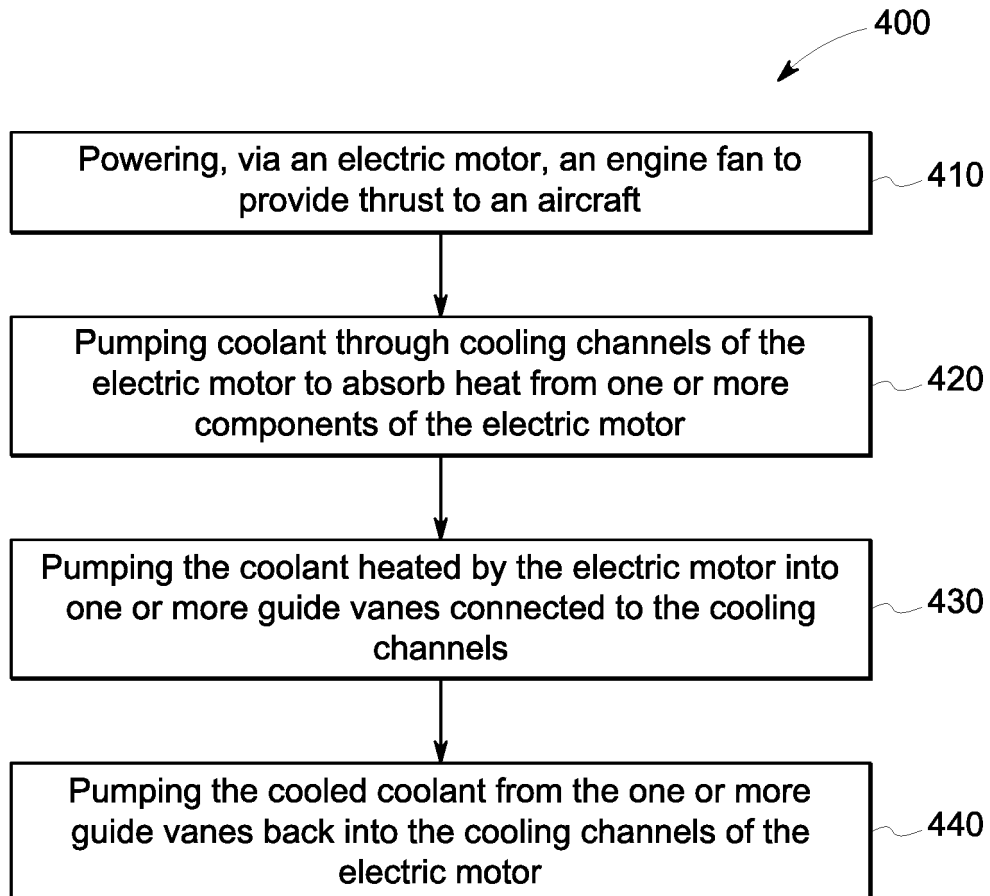 400
Powering, via an electric motor, an engine fan to
provide thrust to an aircraft
410
Pumping coolant through cooling channels of the
electric motor to absorb heat from one or more
components of the electric motor
420
Pumping the coolant heated by the electric motor into
one or more guide vanes connected to the cooling
channels
430
Pumping the cooled coolant from the one or more
guide vanes back into the cooling channels of the
electric motor
440